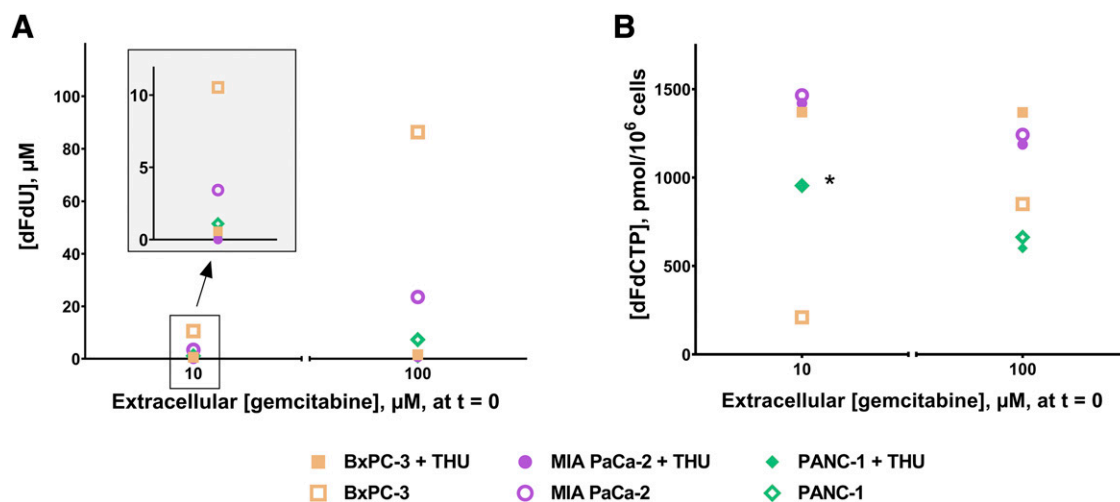 A
[dFdU], µM
100
80
60
40
20
0
10
5
0
10
100
Extracellular [gemcitabine], µM, at t = 0
B
[dFdCTP], pmol/10⁶ cells
1500
1000
500
0
*
10
100
Extracellular [gemcitabine], µM, at t = 0
BxPC-3 + THU
MIA PaCa-2 + THU
PANC-1 + THU
BxPC-3
MIA PaCa-2
PANC-1